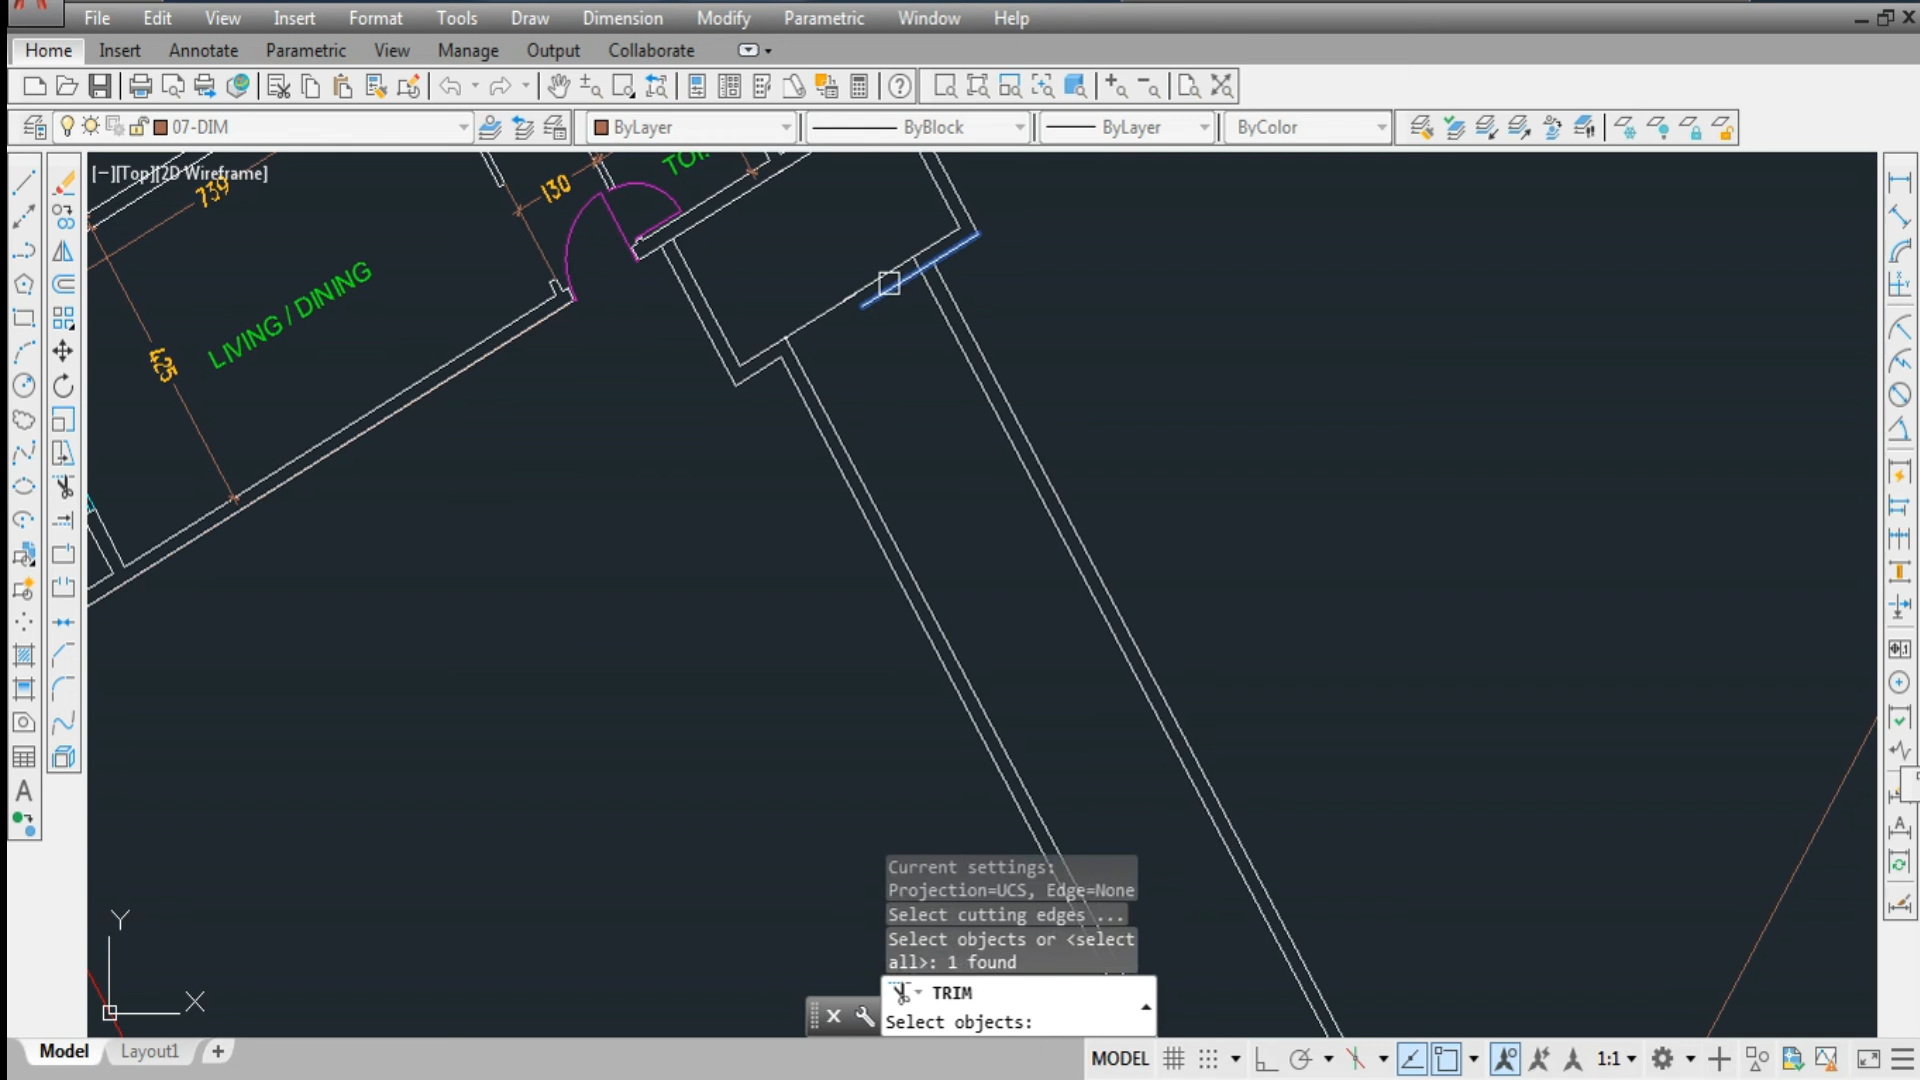 File Edit View Insert Format Tools Draw Dimension Modify Parametric Window Help
Home Insert Annotate Parametric View Manage Output Collaborate
07-DIM ByLayer ByBlock ByLayer ByColor
[−][Top][2D Wireframe]
739
130
LIVING / DINING
425
Current settings:
Projection=UCS, Edge=None
Select cutting edges ...
Select objects or <select
all>: 1 found
TRIM
Select objects:
Y
X
Model Layout1 +
MODEL 1:1